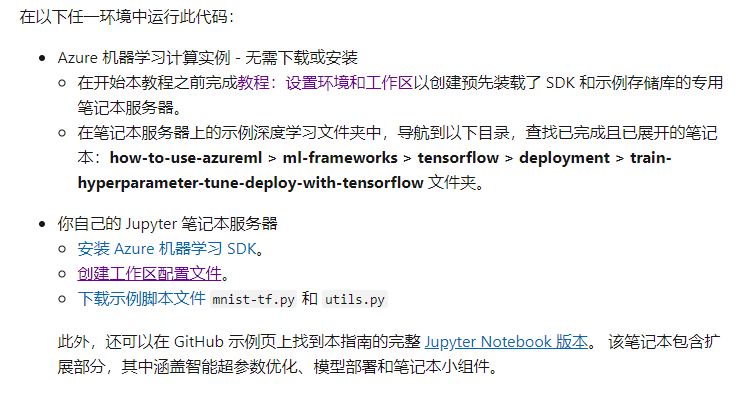 在以下任一环境中运行此代码：
Azure 机器学习计算实例 - 无需下载或安装
在开始本教程之前完成教程：设置环境和工作区以创建预先装载了 SDK 和示例存储库的专用
笔记本服务器。
在笔记本服务器上的示例深度学习文件夹中，导航到以下目录，查找已完成且已展开的笔记
本：how-to-use-azureml > ml-frameworks > tensorflow > deployment > train-
hyperparameter-tune-deploy-with-tensorflow 文件夹。
你自己的 Jupyter 笔记本服务器
安装 Azure 机器学习 SDK。
创建工作区配置文件。
下载示例脚本文件 mnist-tf.py 和 utils.py
此外，还可以在 GitHub 示例页上找到本指南的完整 Jupyter Notebook 版本。 该笔记本包含扩
展部分，其中涵盖智能超参数优化、模型部署和笔记本小组件。